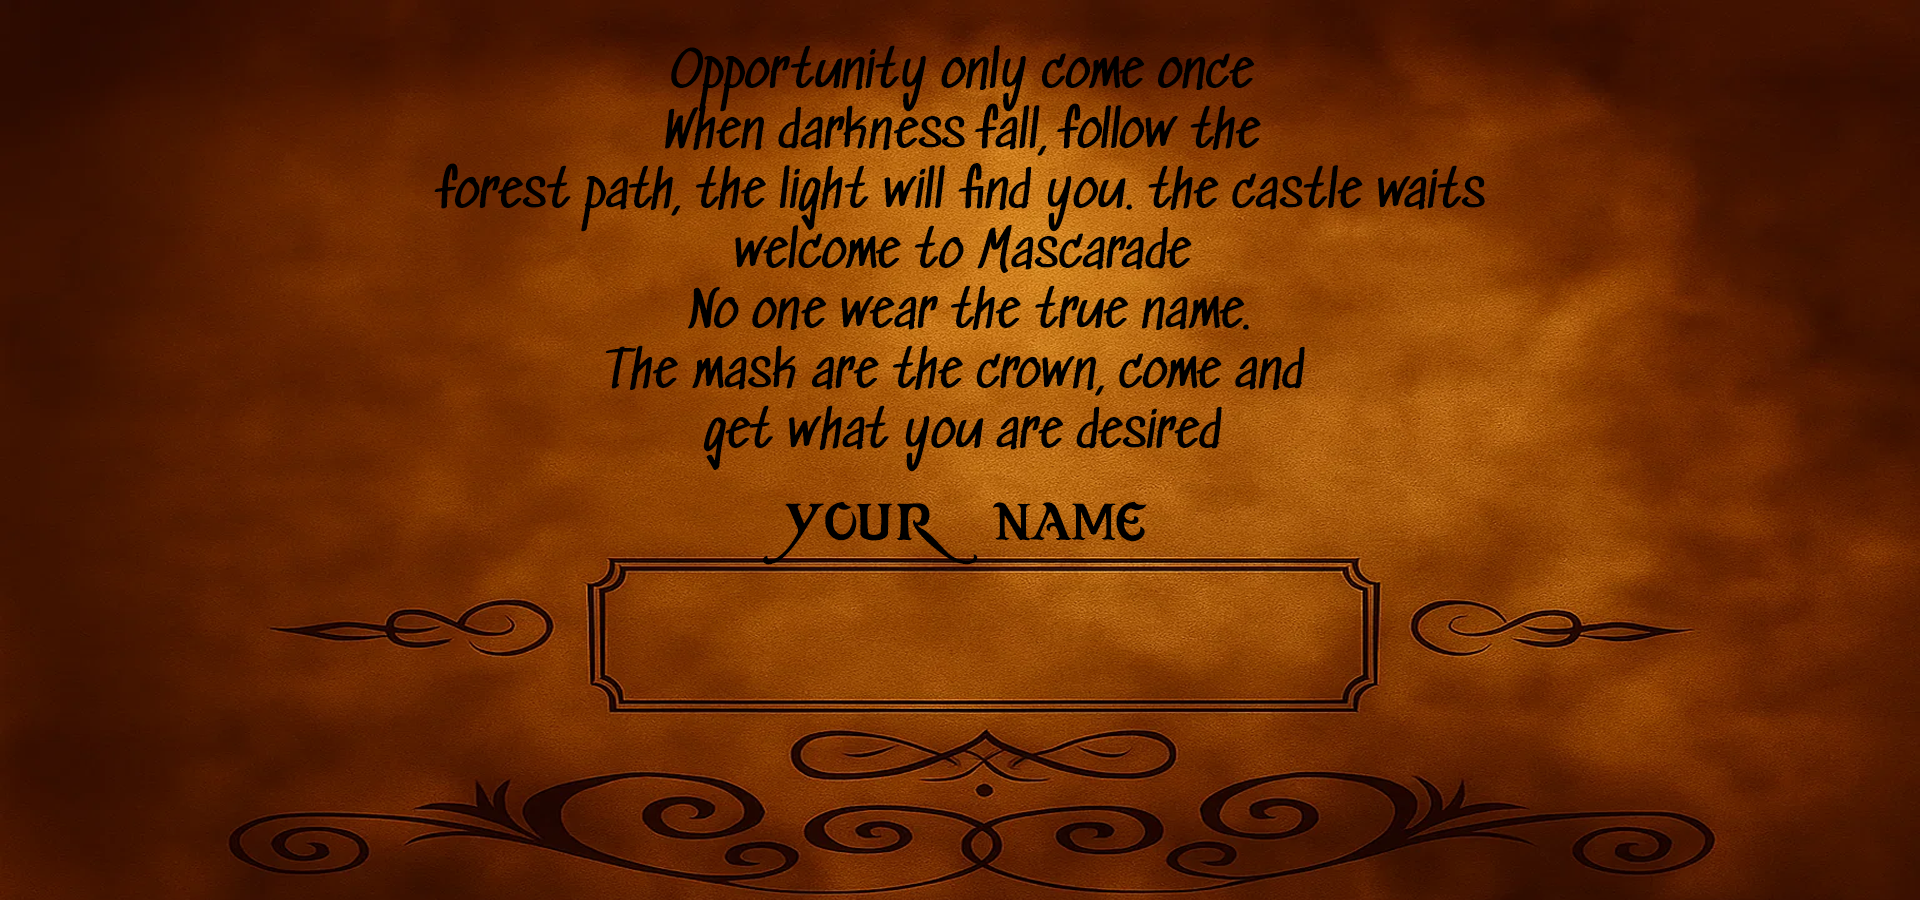 Opportunity only come once
When darkness fall, follow the
forest path, the light will find you. the castle waits
welcome to Mascarade
No one wear the true name.
The mask are the crown, come and
get what you are desired
YOUR NAME